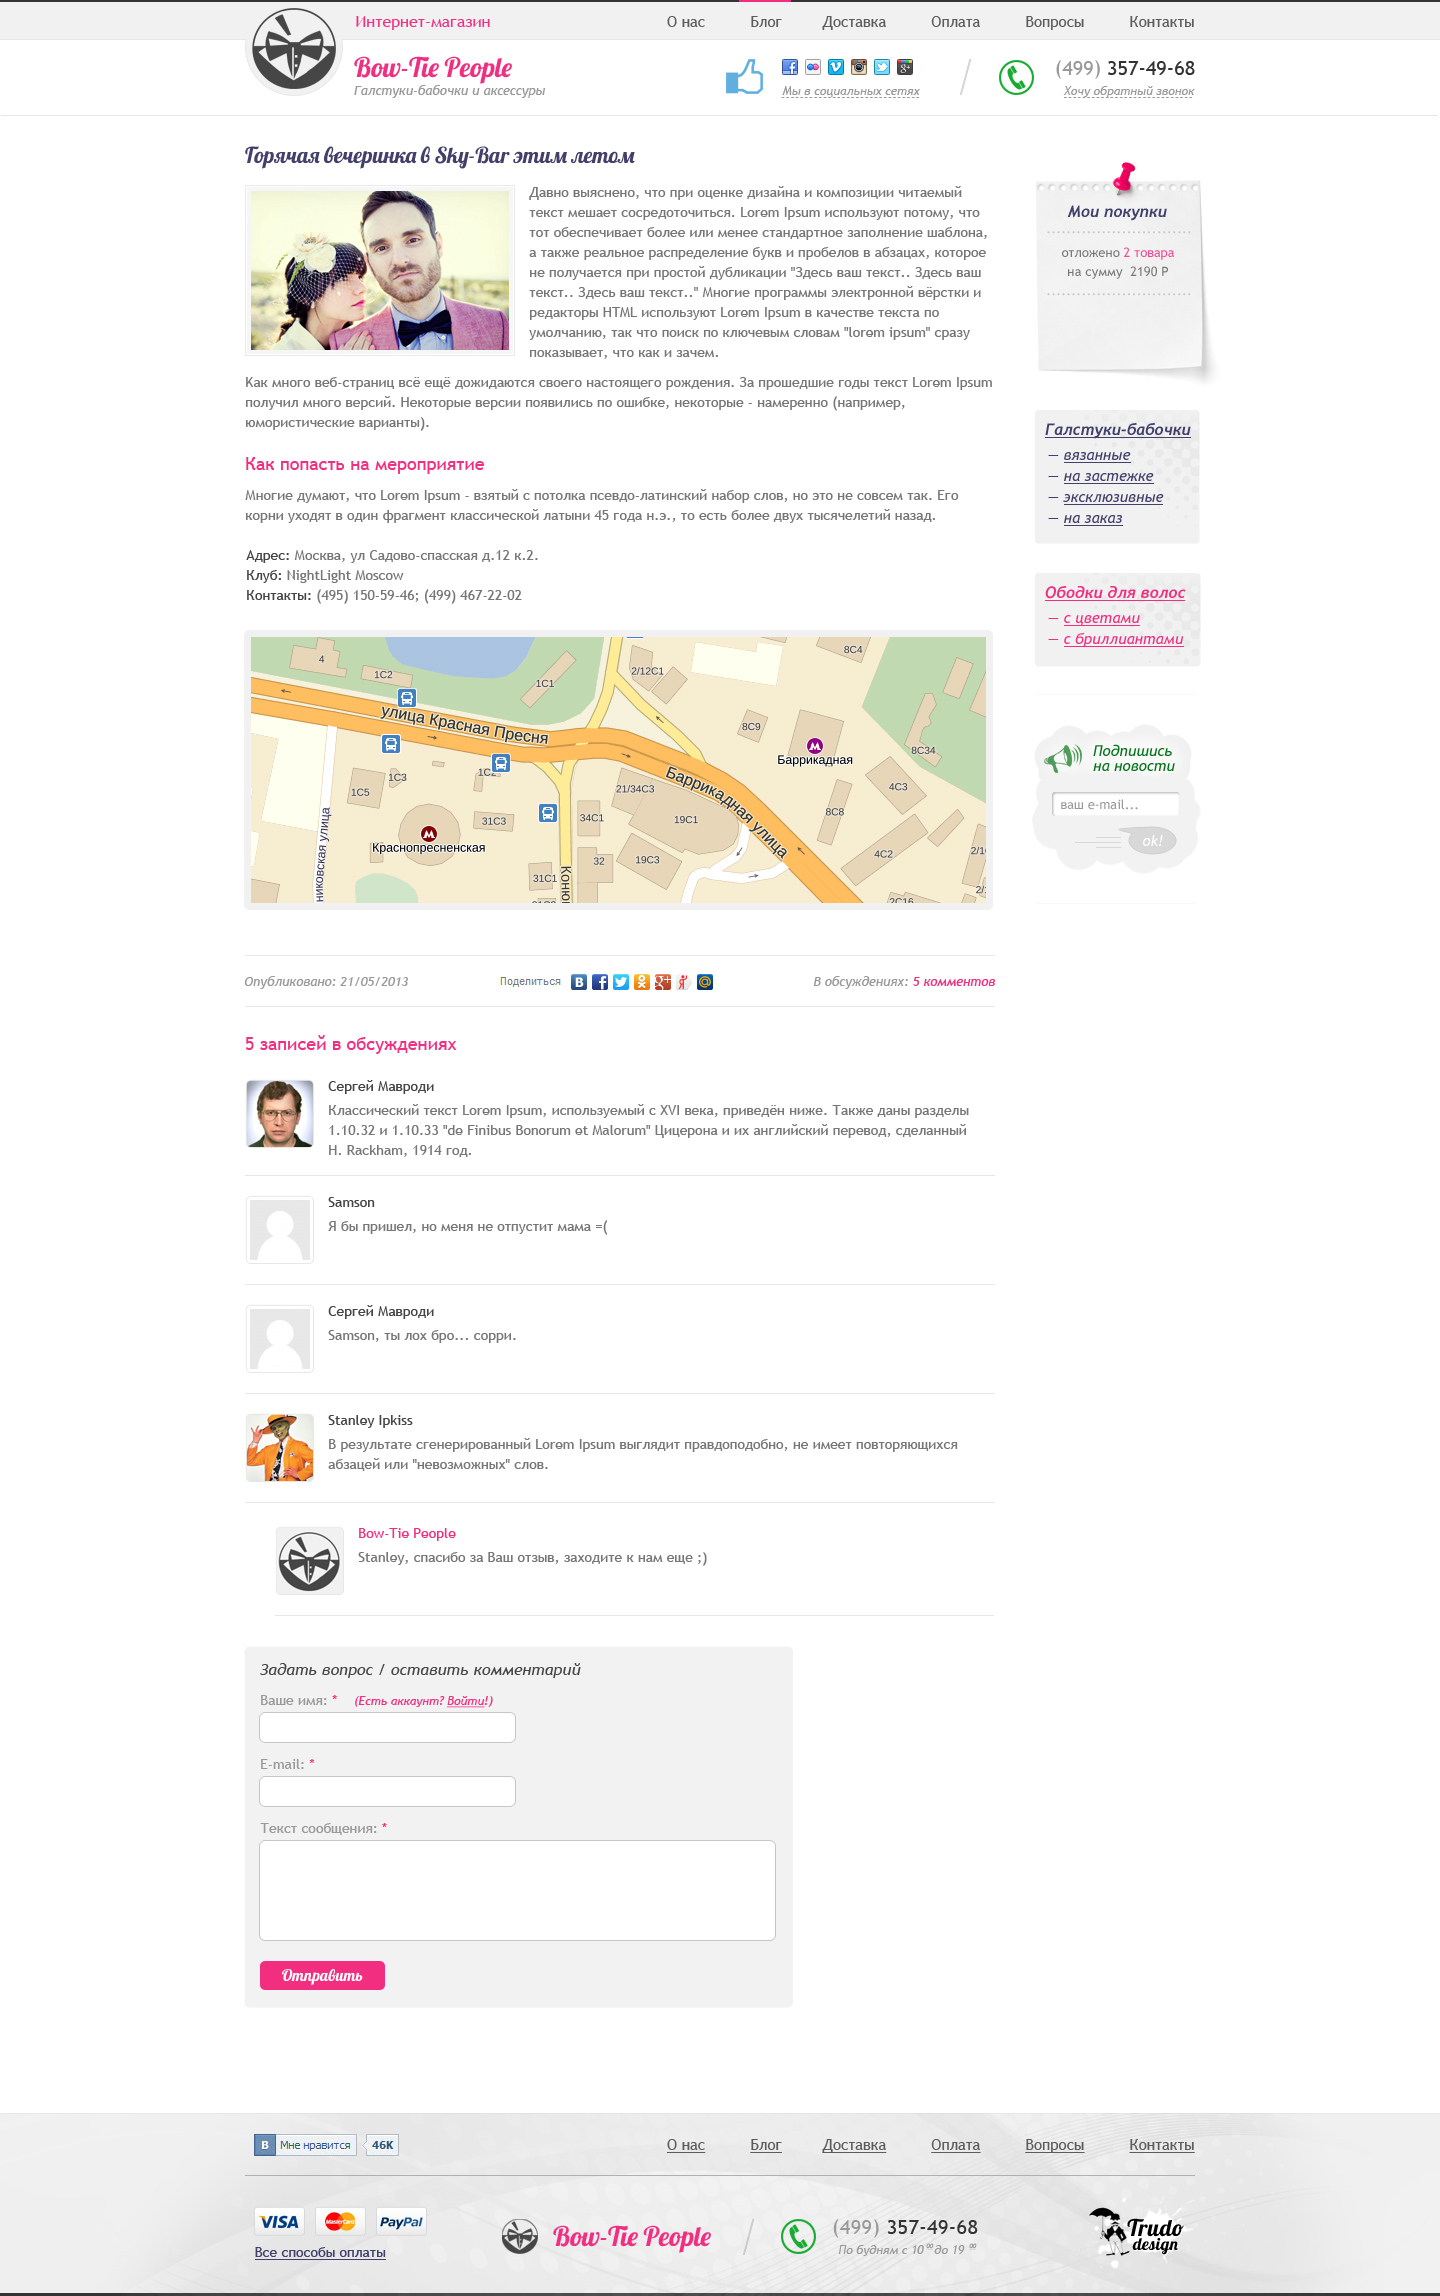 Интернет-магазин
О нас Блог Доставка Оплата Вопросы Контакты
Bow-Tie People
Галстуки-бабочки и аксессуры
Мы в социальных сетях
(499) 357-49-68
Хочу обратный звонок
Горячая вечеринка в Sky-Bar этим летом
Давно выяснено, что при оценке дизайна и композиции читаемый
текст мешает сосредоточиться. Lorem Ipsum используют потому, что
тот обеспечивает более или менее стандартное заполнение шаблона,
а также реальное распределение букв и пробелов в абзацах, которое
не получается при простой дубликации "Здесь ваш текст.. Здесь ваш
текст.. Здесь ваш текст.." Многие программы электронной вёрстки и
редакторы HTML используют Lorem Ipsum в качестве текста по
умолчанию, так что поиск по ключевым словам "lorem ipsum" сразу
показывает, что как и зачем.
Как много веб-страниц всё ещё дожидаются своего настоящего рождения. За прошедшие годы текст Lorem Ipsum
получил много версий. Некоторые версии появились по ошибке, некоторые - намеренно (например,
юмористические варианты).
Как попасть на мероприятие
Многие думают, что Lorem Ipsum - взятый с потолка псевдо-латинский набор слов, но это не совсем так. Его
корни уходят в один фрагмент классической латыни 45 года н.э., то есть более двух тысячелетий назад.
Адрес: Москва, ул Садово-спасская д.12 к.2.
Клуб: NightLight Moscow
Контакты: (495) 150-59-46; (499) 467-22-02
4
1С2
1С1
2/12С1
8С4
улица Красная Пресня
8С9
Баррикадная
8С34
1С3
1С2
1С5
21/34С3
Баррикадная улица
4С3
31С3
34С1
19С1
8С8
Краснопресненская
32
19С3
4С2
31С1
2С16
Мои покупки
отложено 2 товара
на сумму 2190 Р
Галстуки-бабочки
— вязанные
— на застежке
— эксклюзивные
— на заказ
Ободки для волос
— с цветами
— с бриллиантами
Подпишись
на новости
ваш e-mail...
ok!
Опубликовано: 21/05/2013 Поделиться В обсуждениях: 5 комментов
5 записей в обсуждениях
Сергей Мавроди
Классический текст Lorem Ipsum, используемый с XVI века, приведён ниже. Также даны разделы
1.10.32 и 1.10.33 "de Finibus Bonorum et Malorum" Цицерона и их английский перевод, сделанный
H. Rackham, 1914 год.
Samson
Я бы пришел, но меня не отпустит мама =(
Сергей Мавроди
Samson, ты лох бро... сорри.
Stanley Ipkiss
В результате сгенерированный Lorem Ipsum выглядит правдоподобно, не имеет повторяющихся
абзацей или "невозможных" слов.
Bow-Tie People
Stanley, спасибо за Ваш отзыв, заходите к нам еще ;)
Задать вопрос / оставить комментарий
Ваше имя: * (Есть аккаунт? Войти!)
E-mail: *
Текст сообщения: *
Отправить
В Мне нравится 46K
О нас Блог Доставка Оплата Вопросы Контакты
VISA MasterCard PayPal
Все способы оплаты
Bow-Tie People
(499) 357-49-68
По будням с 10 00 до 19 00
Trudo
design